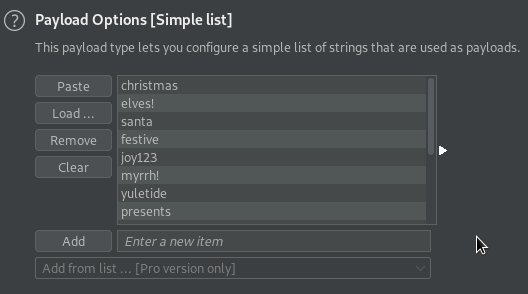 ? Payload Options [Simple list]
This payload type lets you configure a simple list of strings that are used as payloads.
Paste
Load ...
Remove
Clear
christmas
elves!
santa
festive
joy123
myrrh!
yuletide
presents
Add
Enter a new item
Add from list ... [Pro version only]